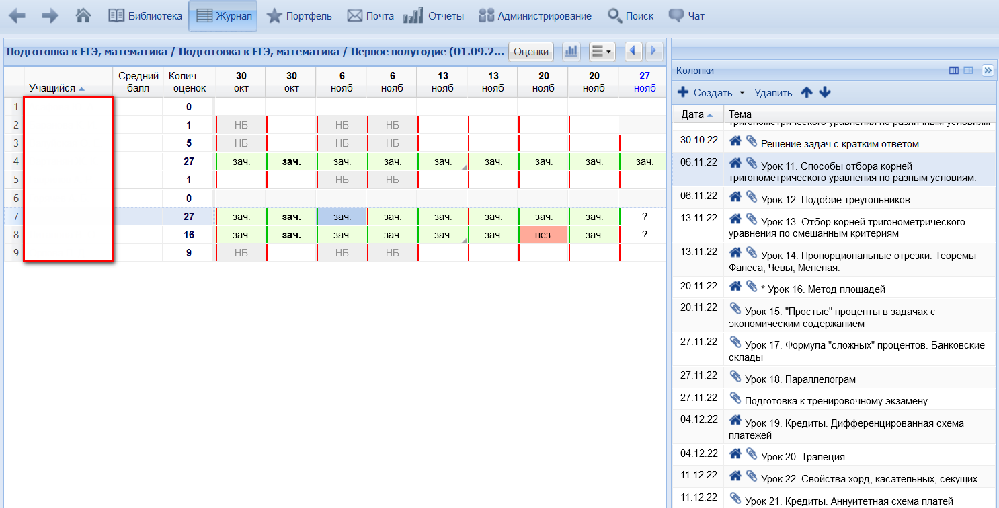 Библиотека Журнал Портфель Почта Отчеты Администрирование Поиск Чат
Подготовка к ЕГЭ, математика / Подготовка к ЕГЭ, математика / Первое полугодие (01.09.2... Оценки
Учащийся Средний балл Колич... оценок 30 окт 30 окт 6 нояб 6 нояб 13 нояб 13 нояб 20 нояб 20 нояб 27 нояб
1 0
2 1 НБ НБ НБ
3 5 НБ НБ НБ
4 27 зач. зач. зач. зач. зач. зач. зач. зач. зач.
5 1 НБ НБ
6 0
7 27 зач. зач. зач. зач. зач. зач. зач. зач. ?
8 16 зач. зач. зач. зач. зач. зач. нез. зач. ?
9 9 НБ НБ НБ
Колонки
Создать Удалить
Дата Тема
тригонометрического уравнения по различным условиям
30.10.22 Решение задач с кратким ответом
06.11.22 Урок 11. Способы отбора корней
тригонометрического уравнения по разным условиям.
06.11.22 Урок 12. Подобие треугольников.
13.11.22 Урок 13. Отбор корней тригонометрического
уравнения по смешанным критериям
13.11.22 Урок 14. Пропорциональные отрезки. Теоремы
Фалеса, Чевы, Менелая.
20.11.22 * Урок 16. Метод площадей
20.11.22 Урок 15. "Простые" проценты в задачах с
экономическим содержанием
27.11.22 Урок 17. Формула "сложных" процентов. Банковские
склады
27.11.22 Урок 18. Параллелограм
27.11.22 Подготовка к тренировочному экзамену
04.12.22 Урок 19. Кредиты. Дифференцированная схема
платежей
04.12.22 Урок 20. Трапеция
11.12.22 Урок 22. Свойства хорд, касательных, секущих
11.12.22 Урок 21. Кредиты. Аннуитетная схема платей